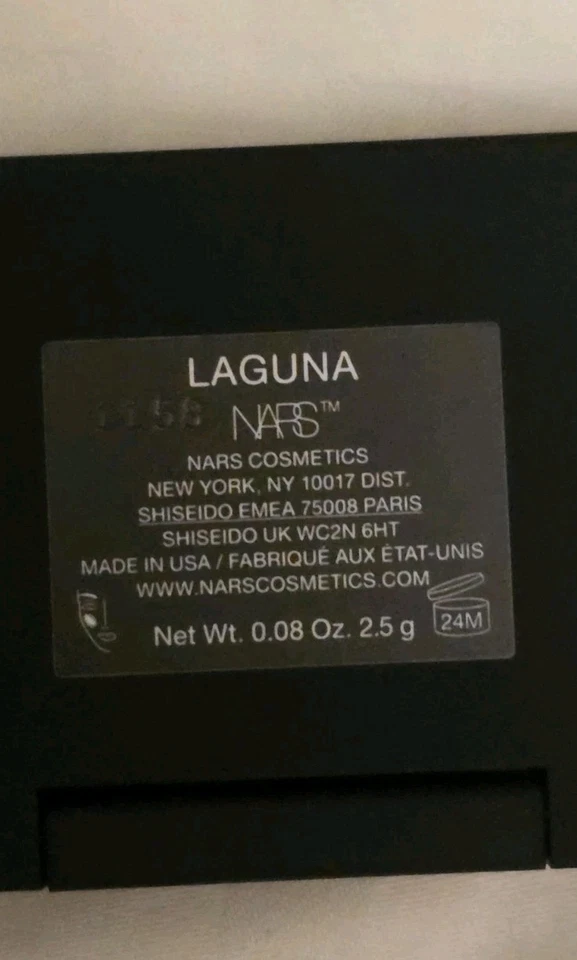 LAGUNA
NARS™
NARS COSMETICS
NEW YORK, NY 10017 DIST.
SHISEIDO EMEA 75008 PARIS
SHISEIDO UK WC2N 6HT
MADE IN USA / FABRIQUÉ AUX ÉTAT-UNIS
WWW.NARSCOSMETICS.COM
Net Wt. 0.08 Oz. 2.5 g
24M